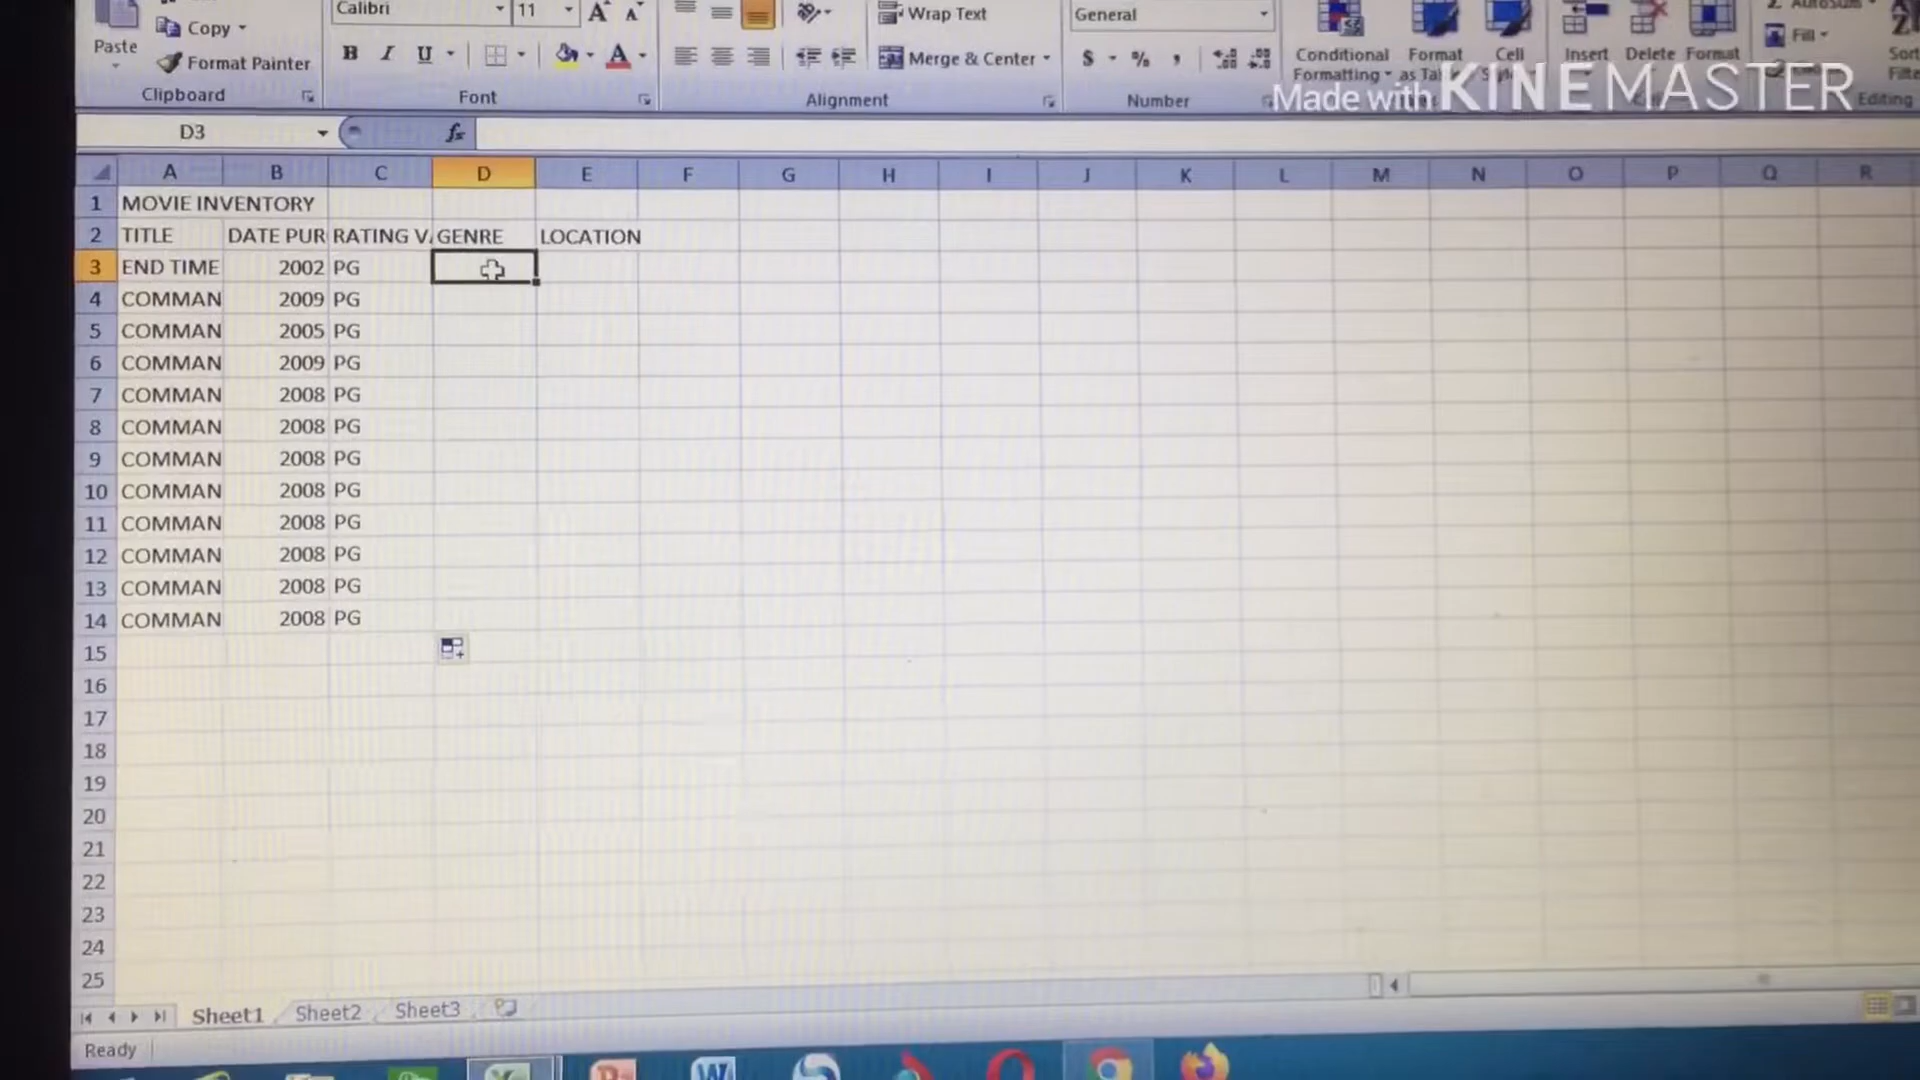 Calibri 11 Wrap Text General
Copy
Paste B I U Merge & Center $ % , Conditional Format Cell Insert Delete Format Fill Sort
Format Painter Formatting
Clipboard Font Alignment Number Editing
Made with KINEMASTER
D3 fx
A B C D E F G H I J K L M N O P Q R
1 MOVIE INVENTORY
2 TITLE DATE PUR RATING VA GENRE LOCATION
3 END TIME 2002 PG
4 COMMAN 2009 PG
5 COMMAN 2005 PG
6 COMMAN 2009 PG
7 COMMAN 2008 PG
8 COMMAN 2008 PG
9 COMMAN 2008 PG
10 COMMAN 2008 PG
11 COMMAN 2008 PG
12 COMMAN 2008 PG
13 COMMAN 2008 PG
14 COMMAN 2008 PG
15
16
17
18
19
20
21
22
23
24
25
Sheet1 Sheet2 Sheet3
Ready